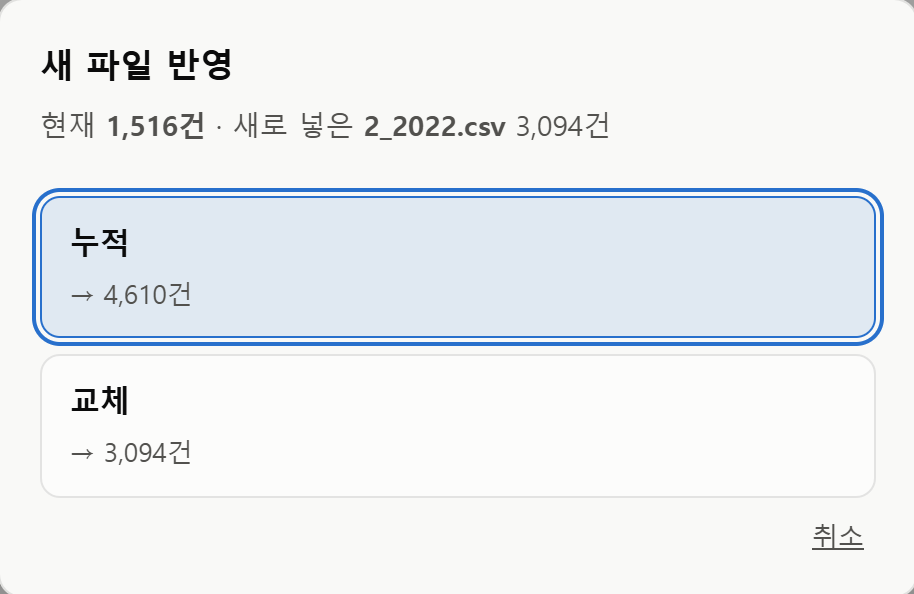 새 파일 반영
현재 1,516건 · 새로 넣은 2_2022.csv 3,094건
누적
→ 4,610건
교체
→ 3,094건
취소